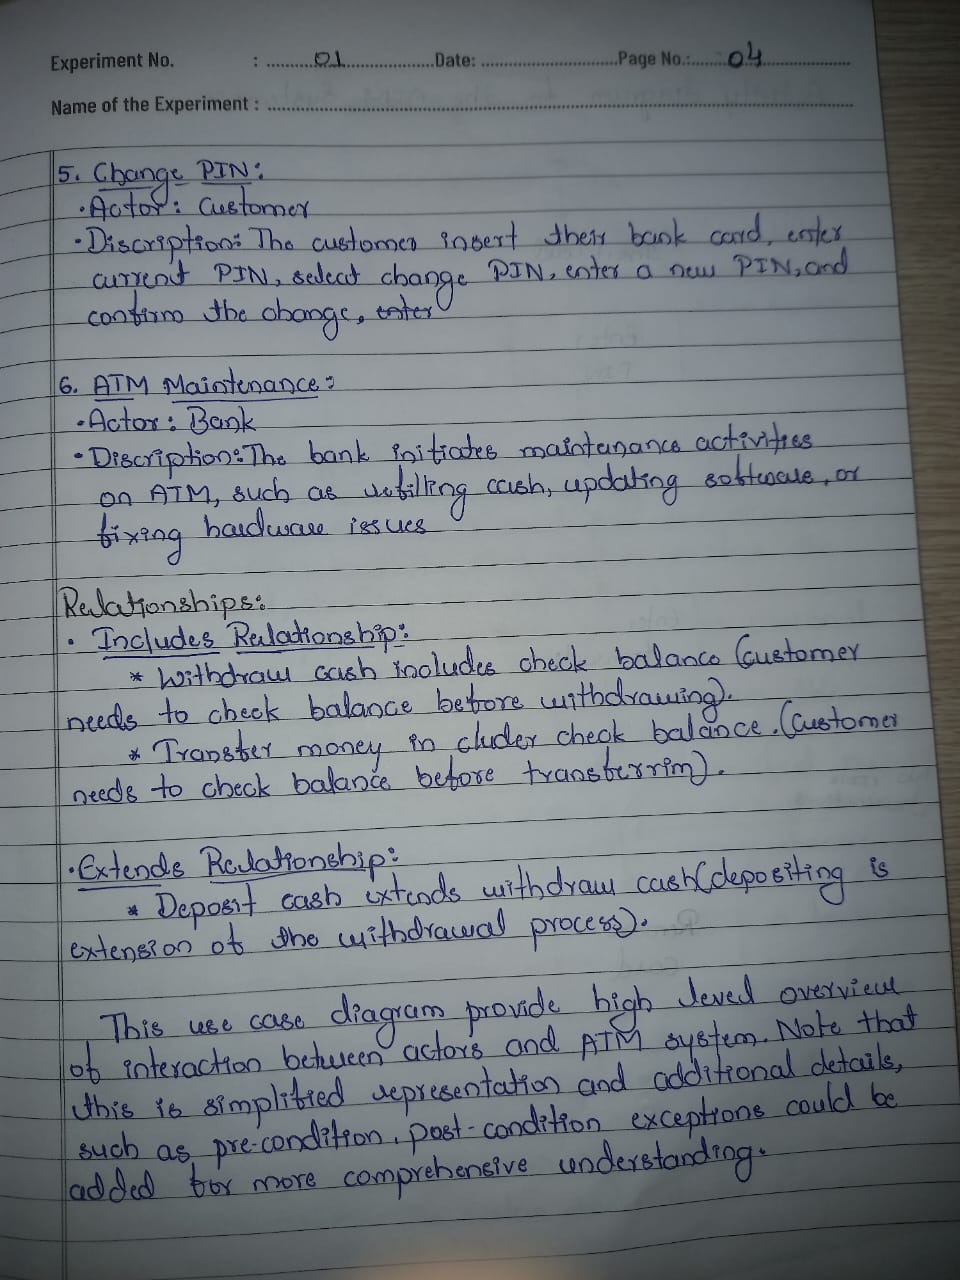 Experiment No. : 01 Date: Page No.: 04
Name of the Experiment :
5. Change PIN:
• Actor: Customer
• Discription: The customer insert their bank card, enter
current PIN, select change PIN, enter a new PIN, and
confirm the change, enter
6. ATM Maintenance:
• Actor: Bank
• Discription: The bank initiates maintenance activities
on ATM, such as refilling cash, updating software, or
fixing hardware issues
Relationships:
• Includes Relationship:
* Withdraw cash includes check balance (customer
needs to check balance before withdrawing).
* Transfer money in cludes check balance. (Customer
needs to check balance before transferrim).
• Extends Relationship:
* Deposit cash extends withdraw cash (depositing is
extension of the withdrawal process).
This use case diagram provide high level overview
of interaction between actors and ATM system. Note that
this is simplified representation and additional details,
such as pre-condition, post-condition exceptions could be
added for more comprehensive understanding.